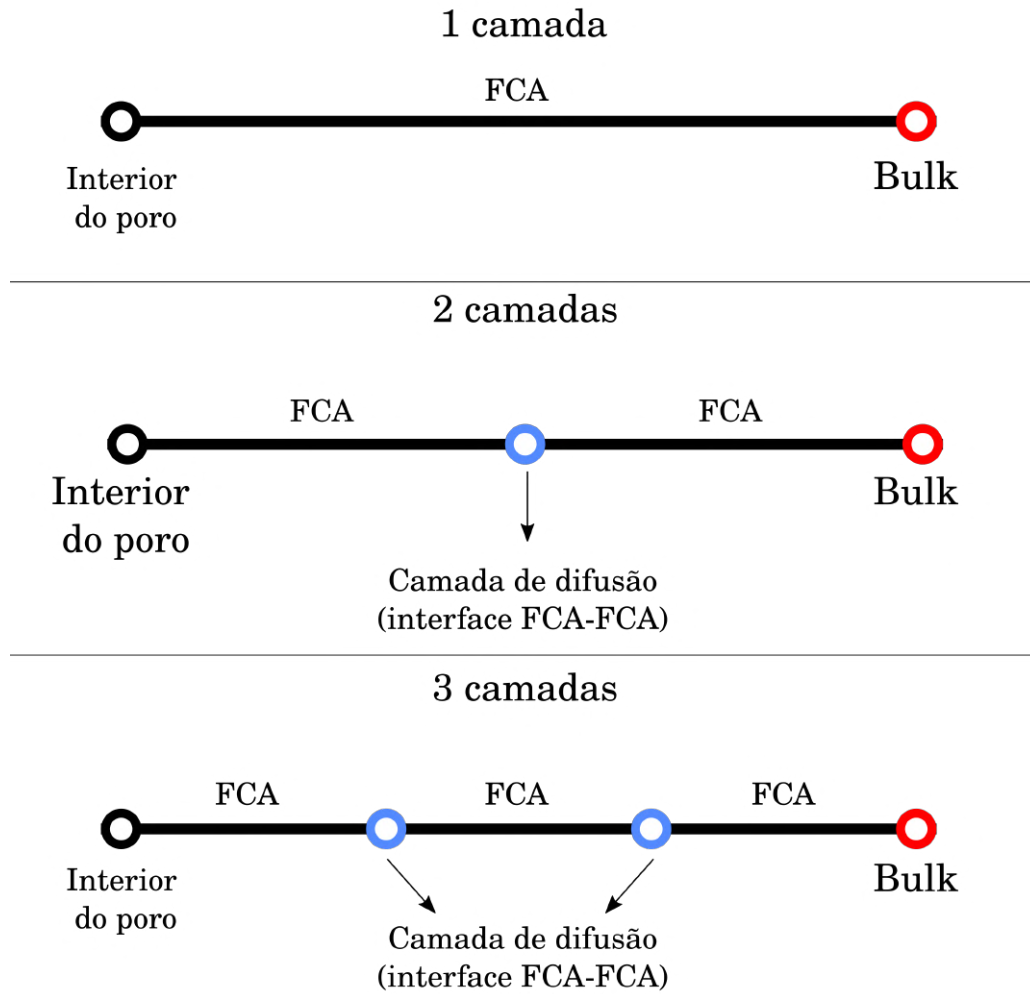 1 camada
FCA
Interior
do poro
Bulk
2 camadas
FCA
FCA
Interior
do poro
Bulk
Camada de difusão
(interface FCA-FCA)
3 camadas
FCA
FCA
FCA
Interior
do poro
Bulk
Camada de difusão
(interface FCA-FCA)